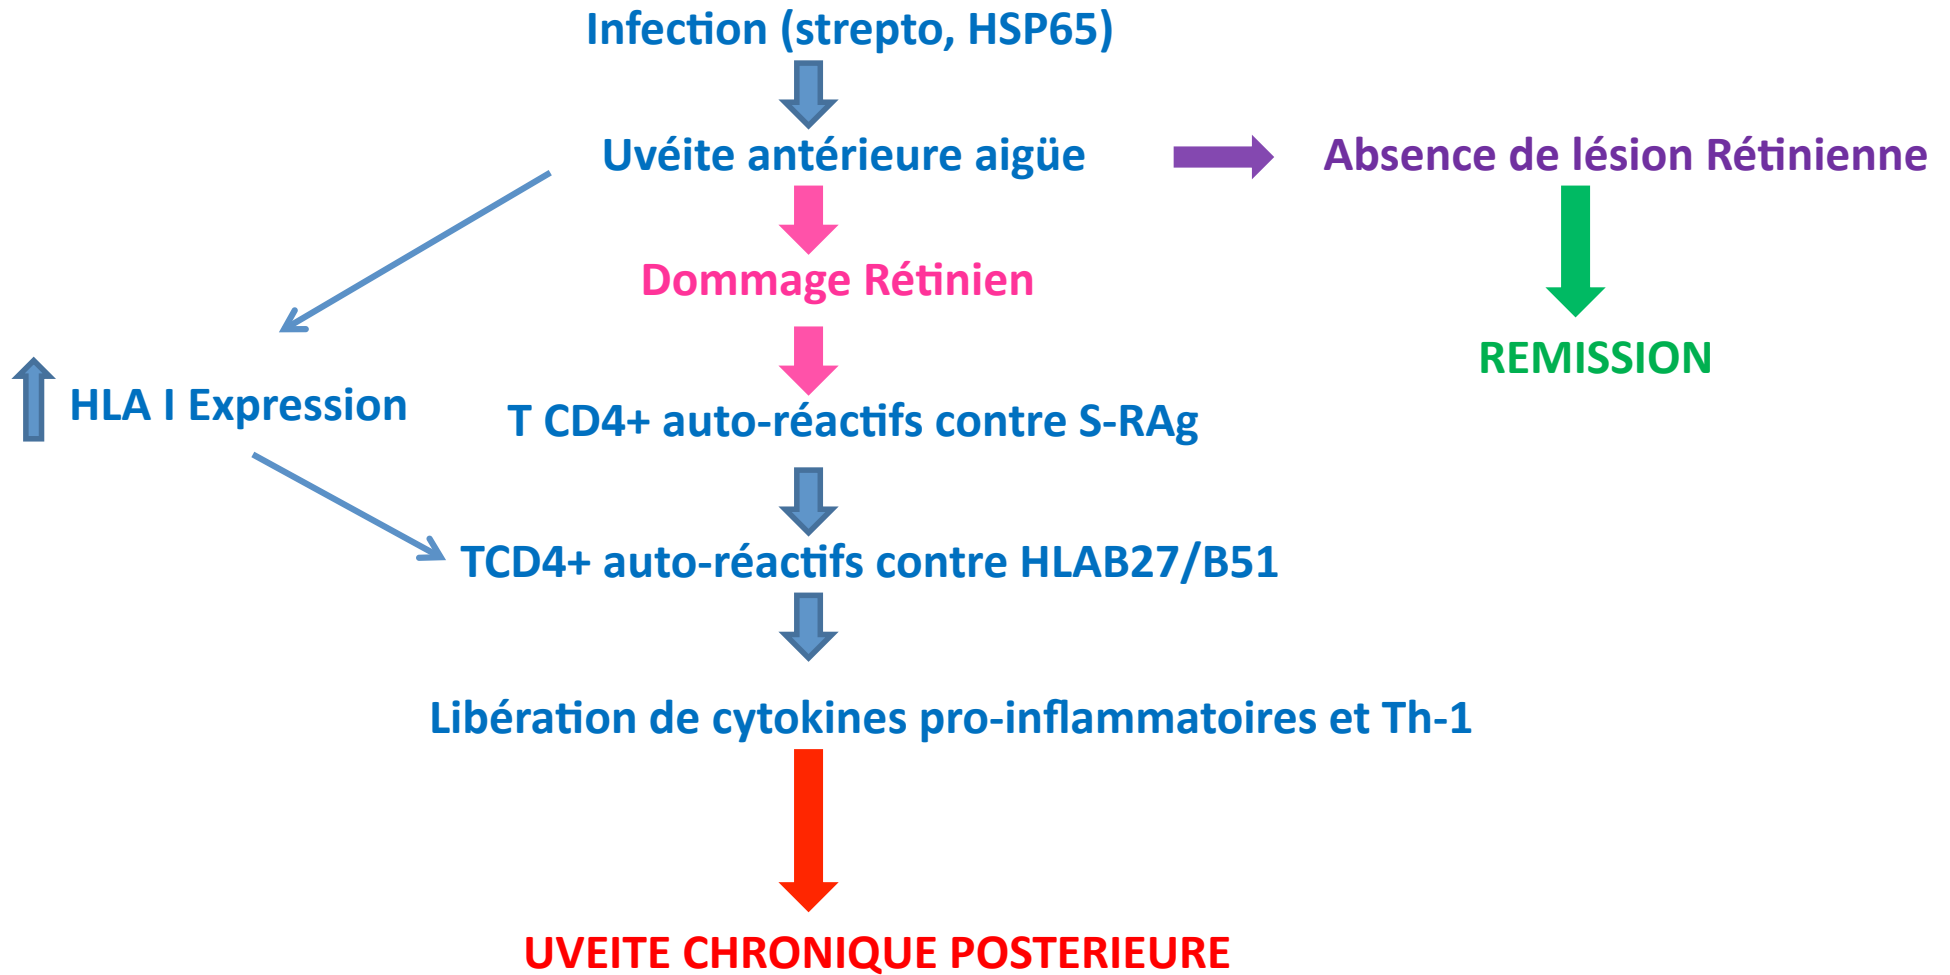 Infection (strepto, HSP65)
Uvéite antérieure aigüe
Absence de lésion Rétinienne
Dommage Rétinien
REMISSION
HLA I Expression
T CD4+ auto-réactifs contre S-RAg
TCD4+ auto-réactifs contre HLAB27/B51
Libération de cytokines pro-inflammatoires et Th-1
UVEITE CHRONIQUE POSTERIEURE